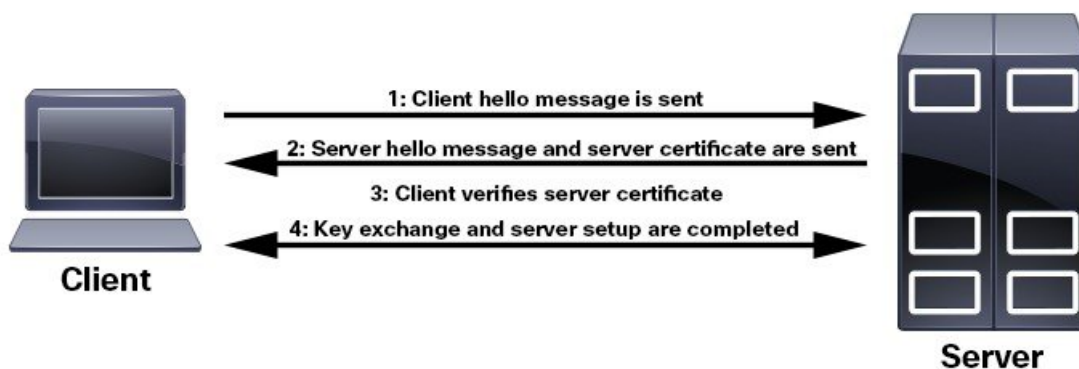 1: Client hello message is sent
2: Server hello message and server certificate are sent
3: Client verifies server certificate
4: Key exchange and server setup are completed
Client
Server